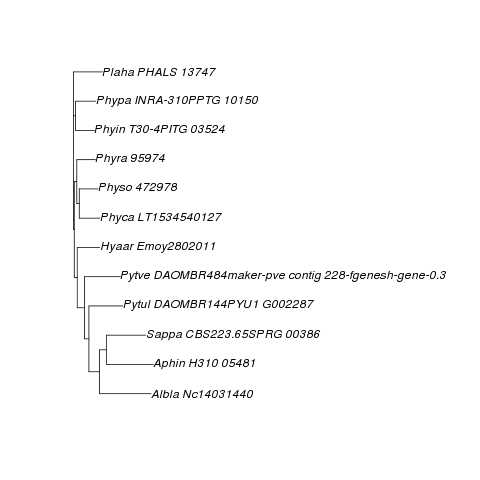 Plaha PHALS 13747
Phypa INRA-310PPTG 10150
Phyin T30-4PITG 03524
Phyra 95974
Physo 472978
Phyca LT1534540127
Hyaar Emoy2802011
Pytve DAOMBR484maker-pve contig 228-fgenesh-gene-0.3
Pytul DAOMBR144PYU1 G002287
Sappa CBS223.65SPRG 00386
Aphin H310 05481
Albla Nc14031440